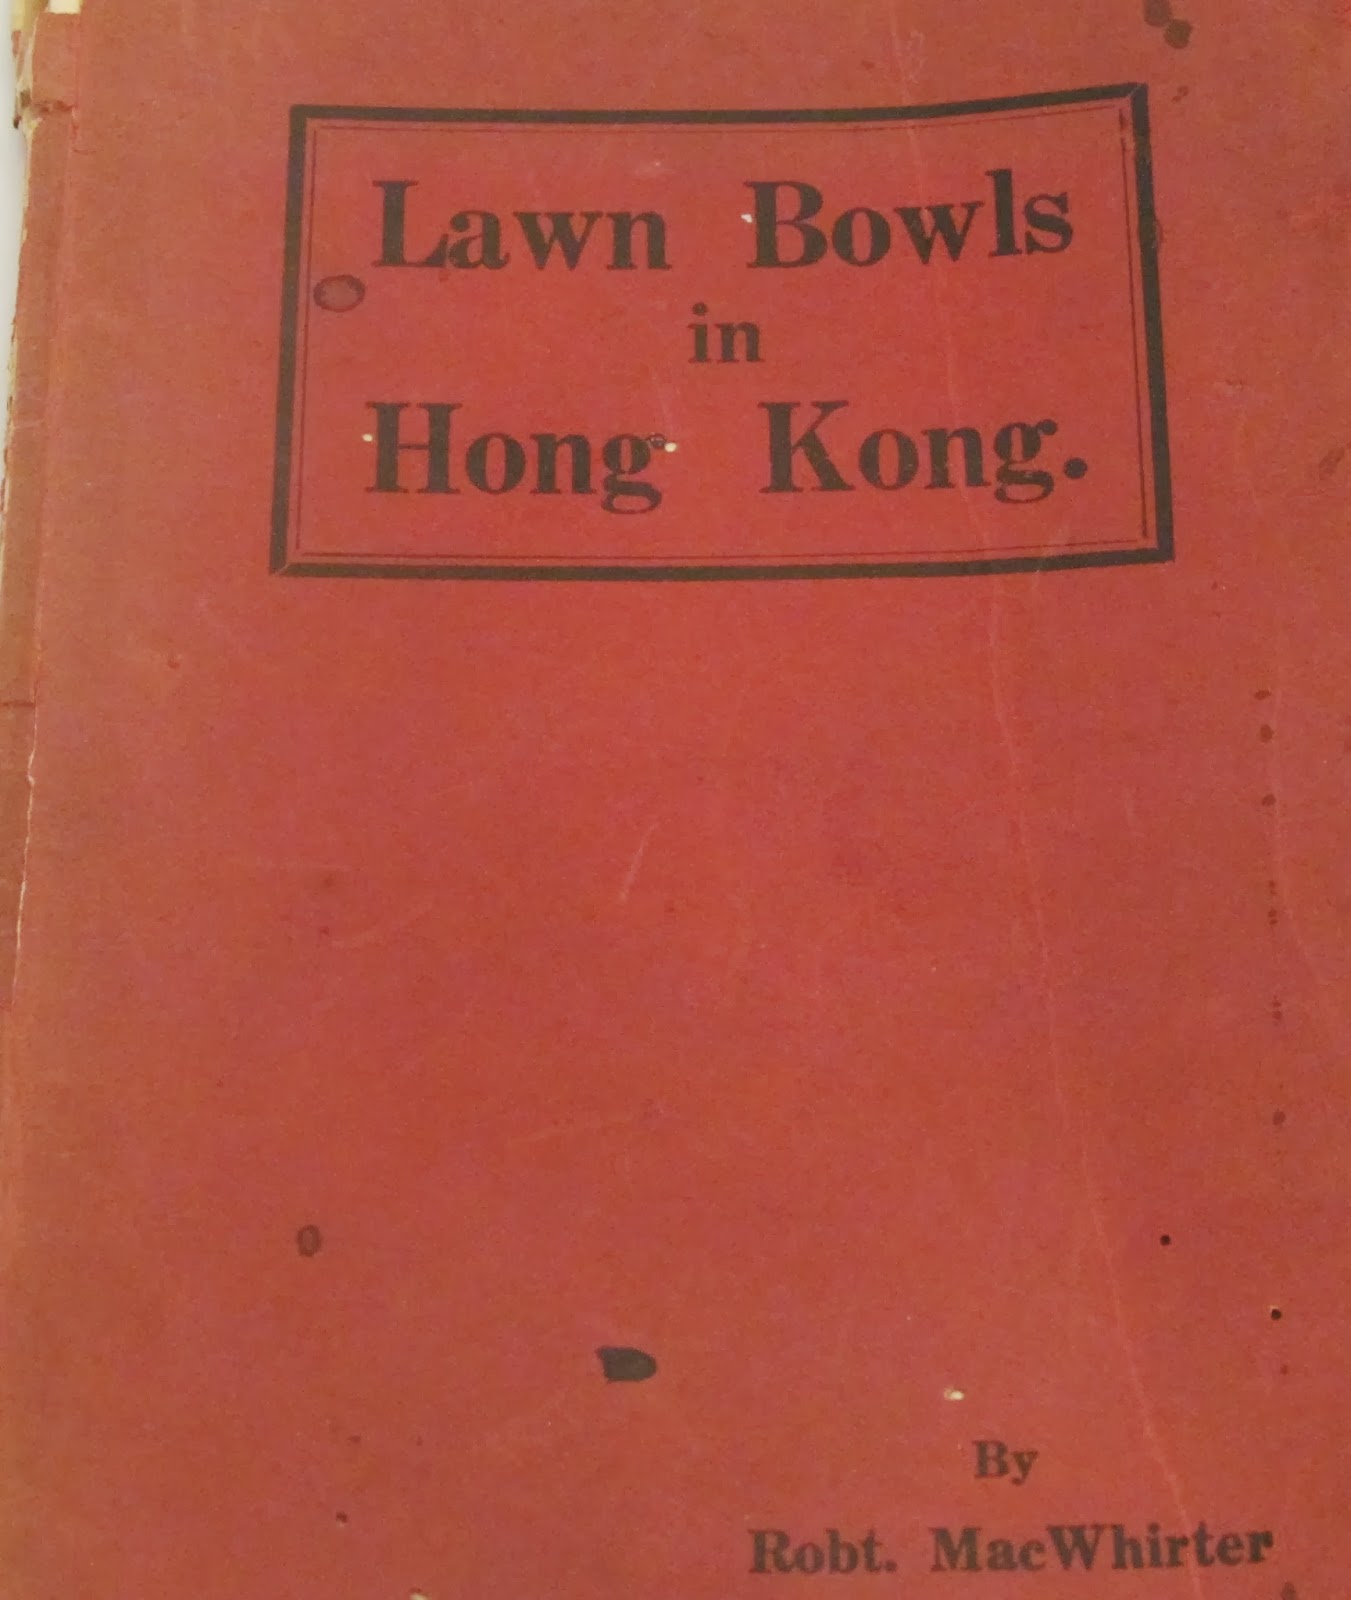 Lawn Bowls
in
Hong Kong.
By
Robt. MacWhirter